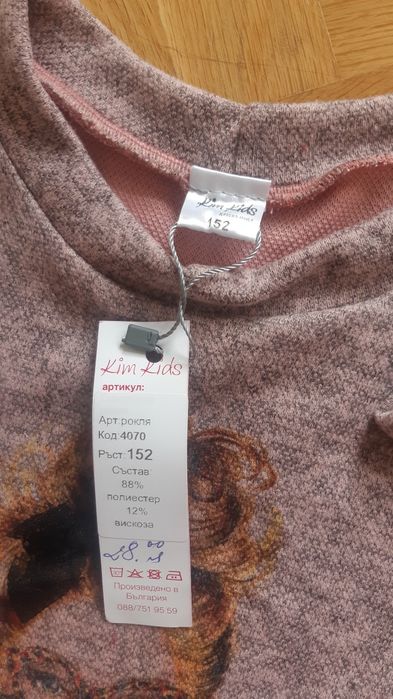 Kim Kids
152
Kim Kids
артикул:
Арт.рокля
Код:4070
Ръст:152
Състав:
88%
полиестер
12%
вискоза
28.00
Произведено в
България
088/751 95 59